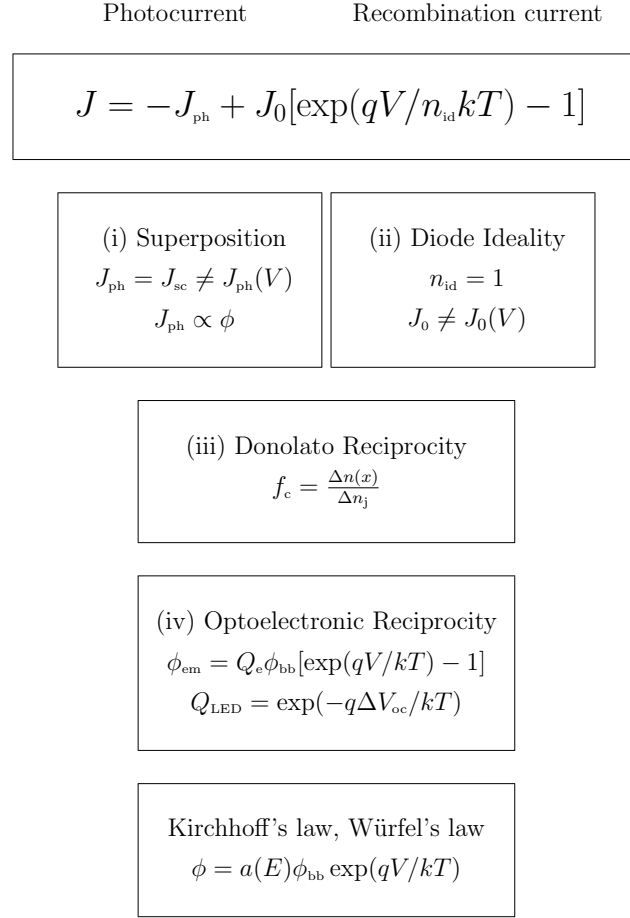 Photocurrent Recombination current
J = −J_ph + J_0[exp(qV/n_id kT) − 1]
(i) Superposition
J_ph = J_sc ≠ J_ph(V)
J_ph ∝ ϕ
(ii) Diode Ideality
n_id = 1
J_0 ≠ J_0(V)
(iii) Donolato Reciprocity
f_c = Δn(x)/Δn_j
(iv) Optoelectronic Reciprocity
ϕ_em = Q_e ϕ_bb[exp(qV/kT) − 1]
Q_LED = exp(−qΔV_oc/kT)
Kirchhoff's law, Würfel's law
ϕ = a(E)ϕ_bb exp(qV/kT)